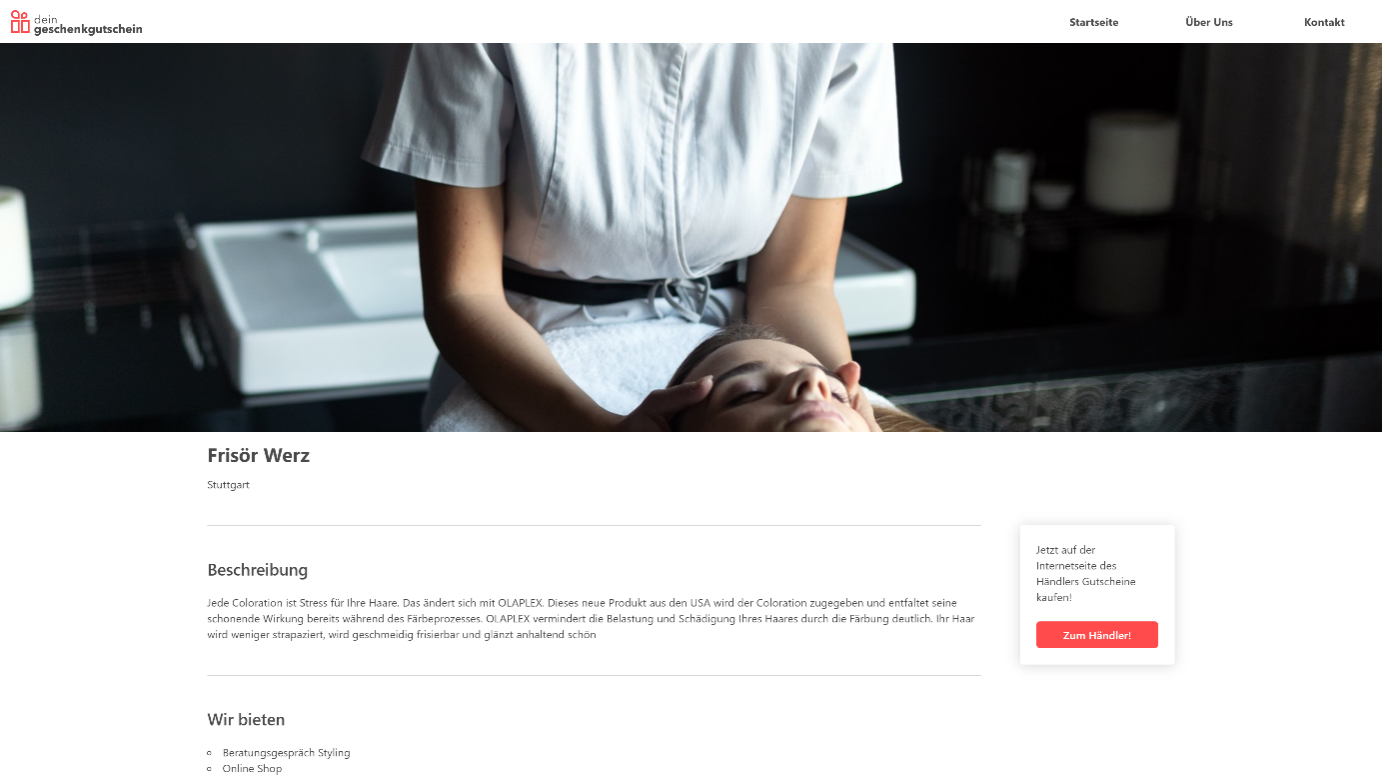 dein
geschenkgutschein
Startseite
Über Uns
Kontakt
Frisör Werz
Stuttgart
Beschreibung
Jede Coloration ist Stress für Ihre Haare. Das ändert sich mit OLAPLEX. Dieses neue Produkt aus den USA wird der Coloration zugegeben und entfaltet seine
schonende Wirkung bereits während des Färbeprozesses. OLAPLEX vermindert die Belastung und Schädigung Ihres Haares durch die Färbung deutlich. Ihr Haar
wird weniger strapaziert, wird geschmeidig frisierbar und glänzt anhaltend schön
Jetzt auf der
Internetseite des
Händlers Gutscheine
kaufen!
Zum Händler!
Wir bieten
Beratungsgespräch Styling
Online Shop